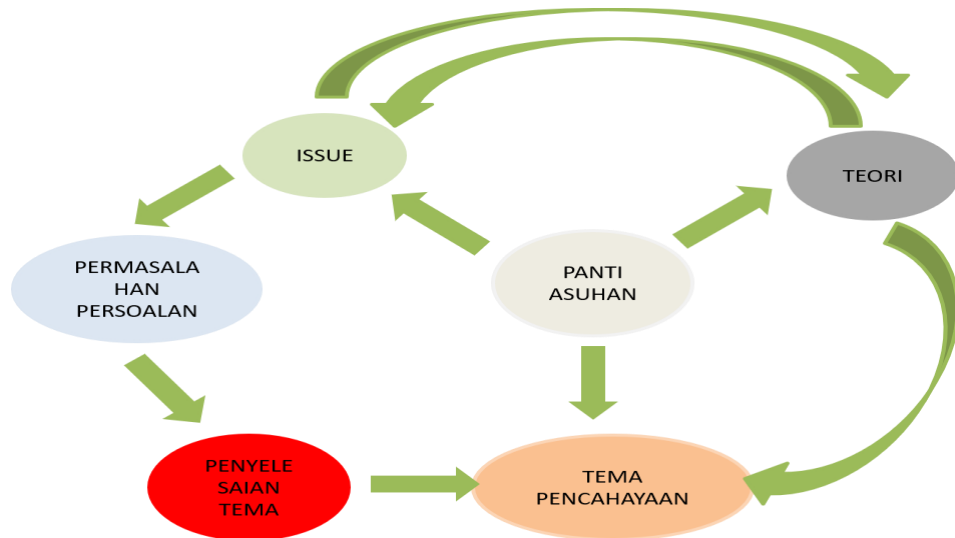 ISSUE
TEORI
PERMASALA
HAN
PERSOALAN
PANTI
ASUHAN
PENYELE
SAIAN
TEMA
TEMA
PENCAHAYAAN